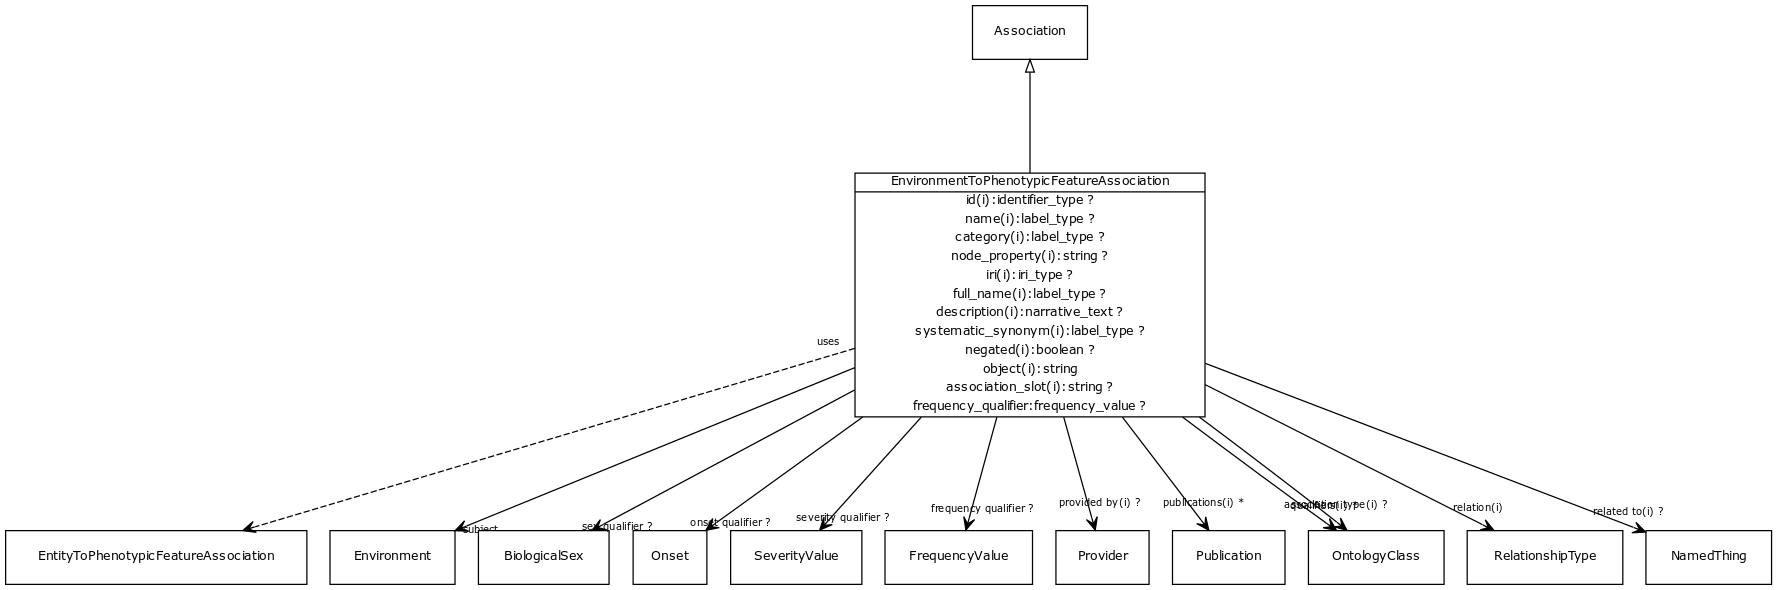 Association
EnvironmentToPhenotypicFeatureAssociation
id(i):identifier_type ?
name(i):label_type ?
category(i):label_type ?
node_property(i):string ?
iri(i):iri_type ?
full_name(i):label_type ?
description(i):narrative_text ?
systematic_synonym(i):label_type ?
negated(i):boolean ?
object(i):string
association_slot(i):string ?
frequency_qualifier:frequency_value ?
uses
subject
sex qualifier ?
onset qualifier ?
severity qualifier ?
frequency qualifier ?
provided by(i) ?
publications(i) *
association type(i) ?
qualifiers(i) *
relation(i)
related to(i) ?
EntityToPhenotypicFeatureAssociation
Environment
BiologicalSex
Onset
SeverityValue
FrequencyValue
Provider
Publication
OntologyClass
RelationshipType
NamedThing